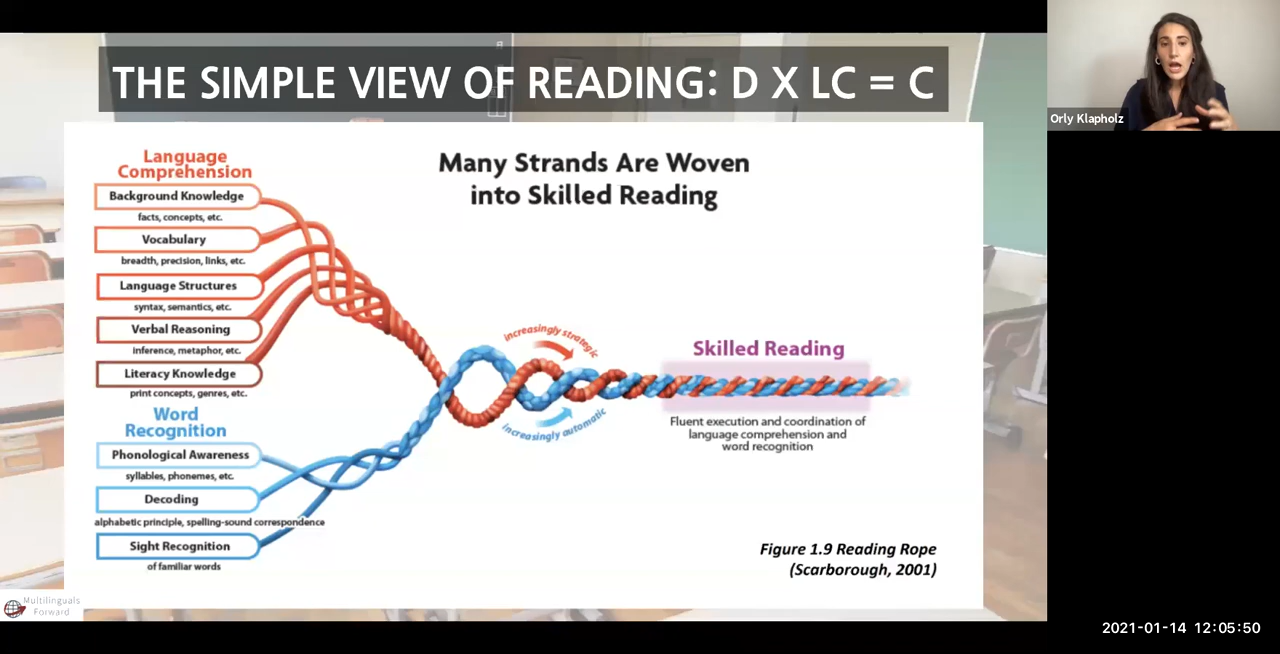 THE SIMPLE VIEW OF READING: D X LC = C
Orly Klapholz
Many Strands Are Woven
into Skilled Reading
Language
Comprehension
Background Knowledge
facts, concepts, etc.
Vocabulary
breadth, precision, links, etc.
Language Structures
syntax, semantics, etc.
Verbal Reasoning
inference, metaphor, etc.
Literacy Knowledge
print concepts, genres, etc.
Word
Recognition
Phonological Awareness
syllables, phonemes, etc.
Decoding
alphabetic principle, spelling-sound correspondence
Sight Recognition
of familiar words
increasingly strategic
increasingly automatic
Skilled Reading
Fluent execution and coordination of
language comprehension and
word recognition
Figure 1.9 Reading Rope
(Scarborough, 2001)
Multilinguals
Forward
2021-01-14 12:05:50